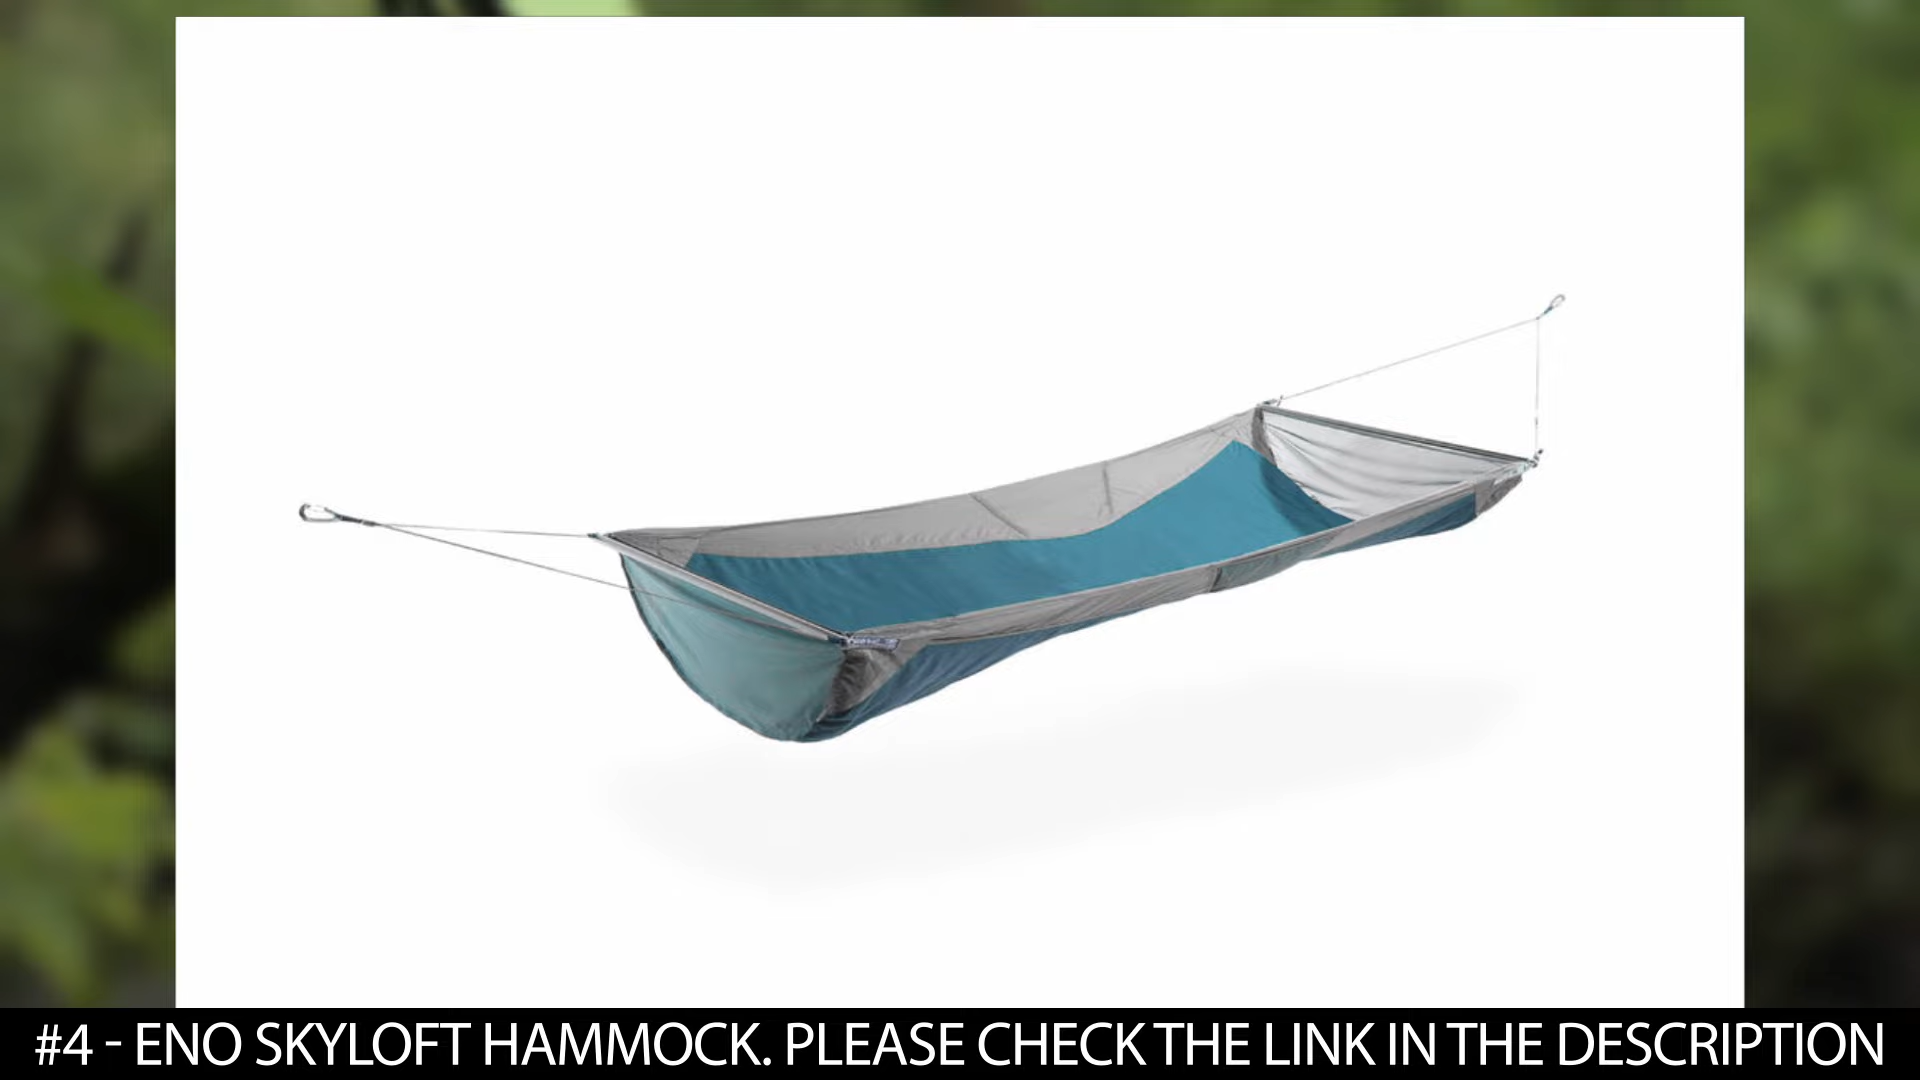 #4 - ENO SKYLOFT HAMMOCK. PLEASE CHECK THE LINK IN THE DESCRIPTION